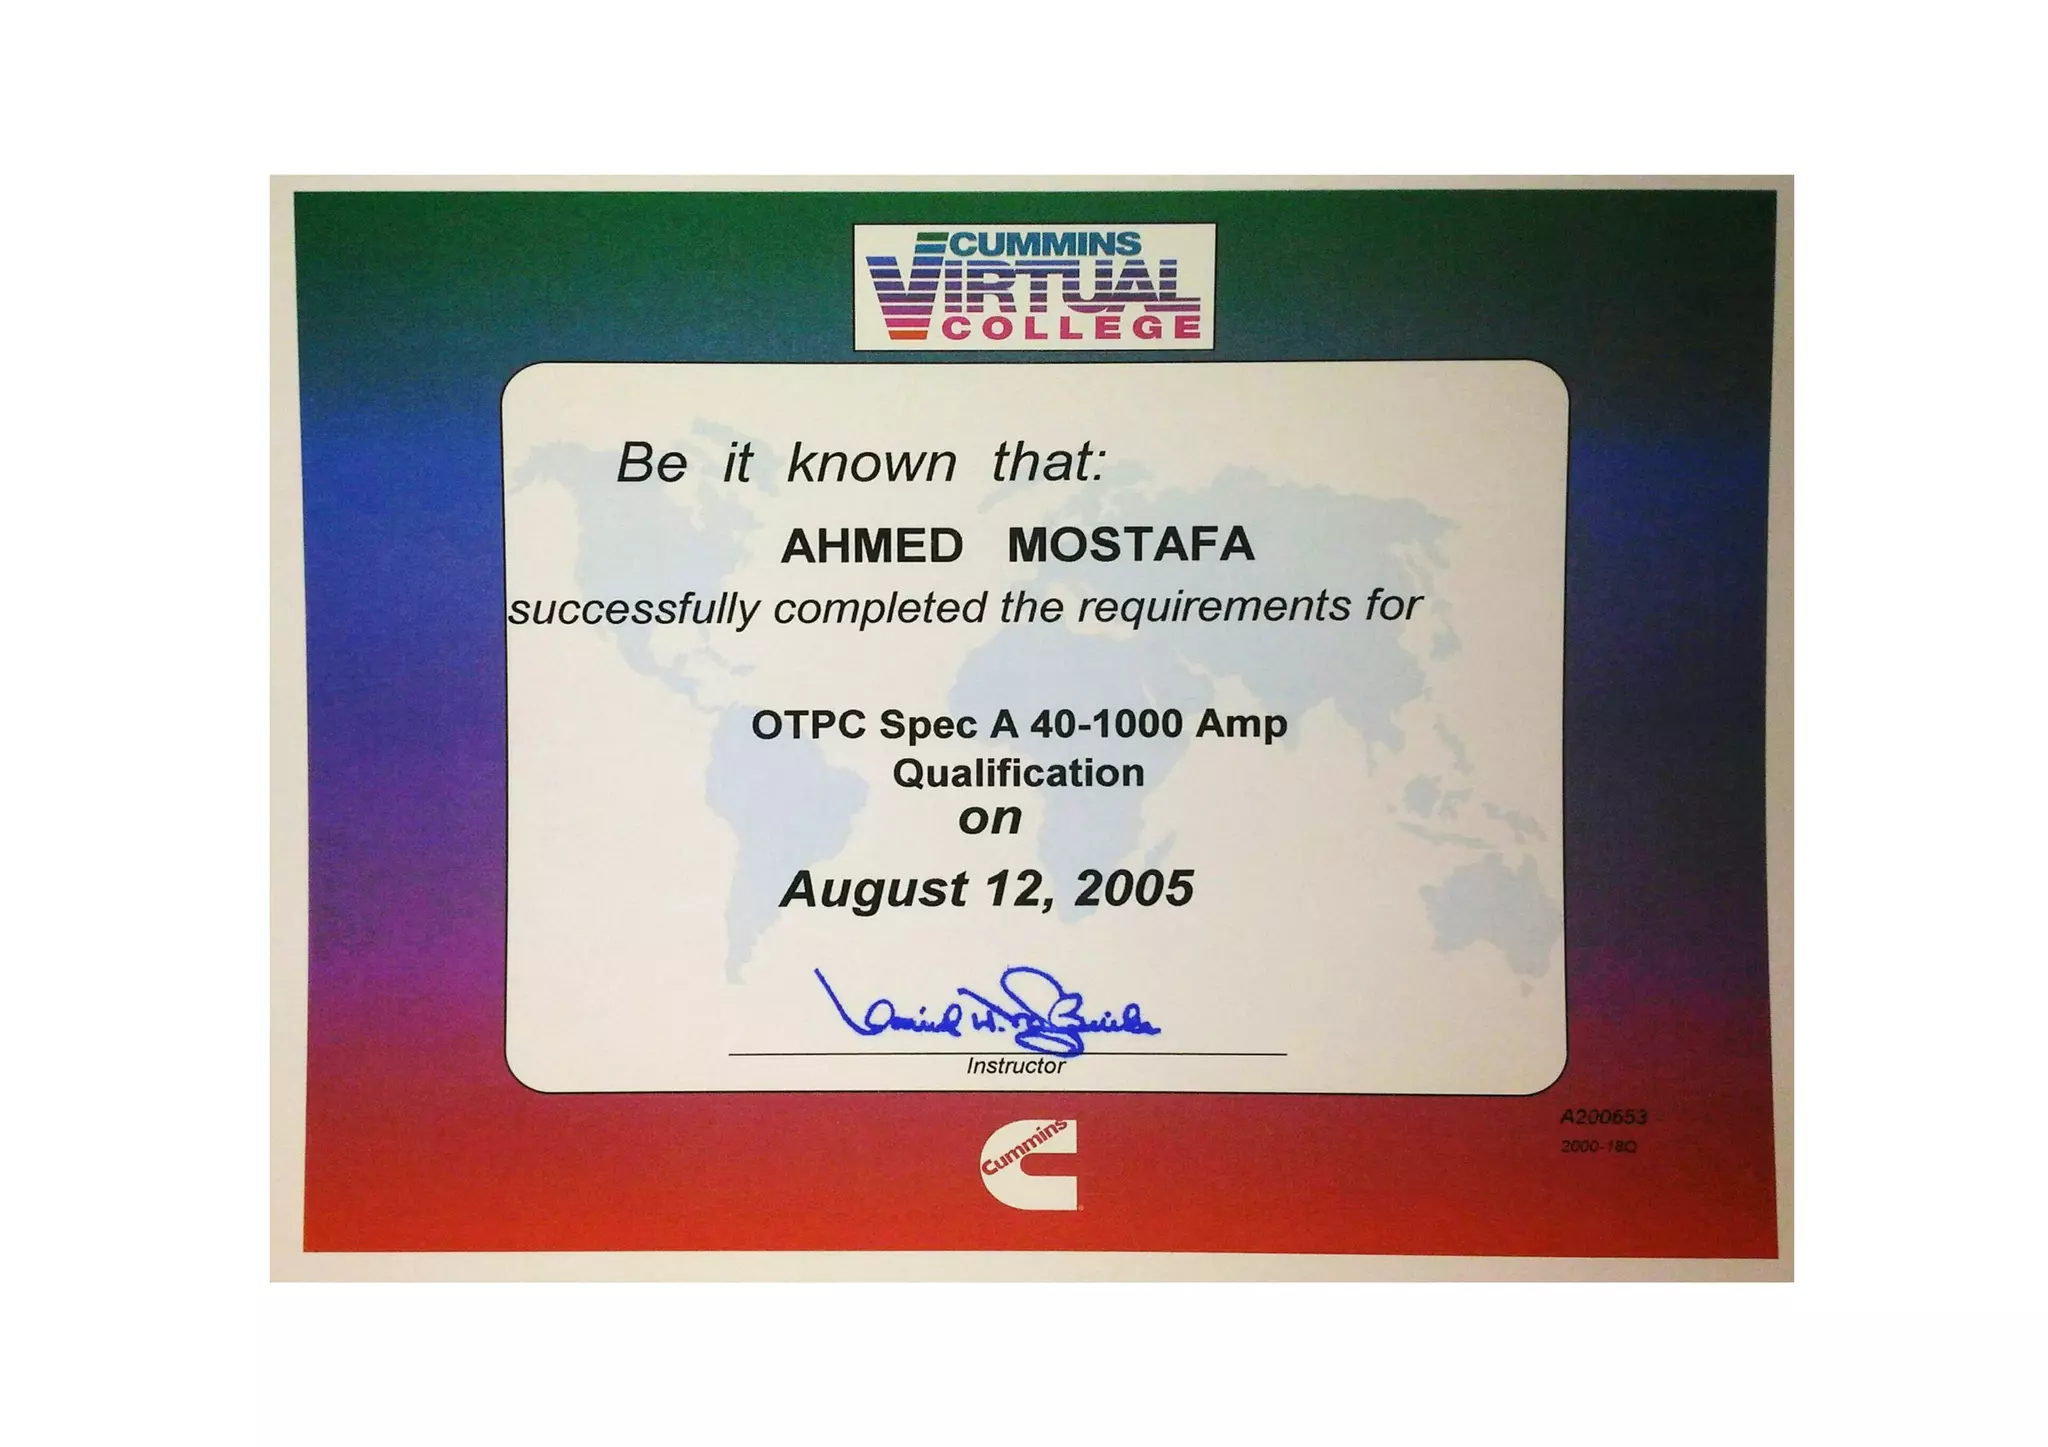 CUMMINS
VIRTUAL
COLLEGE
Be it known that:
AHMED MOSTAFA
successfully completed the requirements for
OTPC Spec A 40-1000 Amp
Qualification
on
August 12, 2005
Instructor
Cummins
A200653
2000-18Q